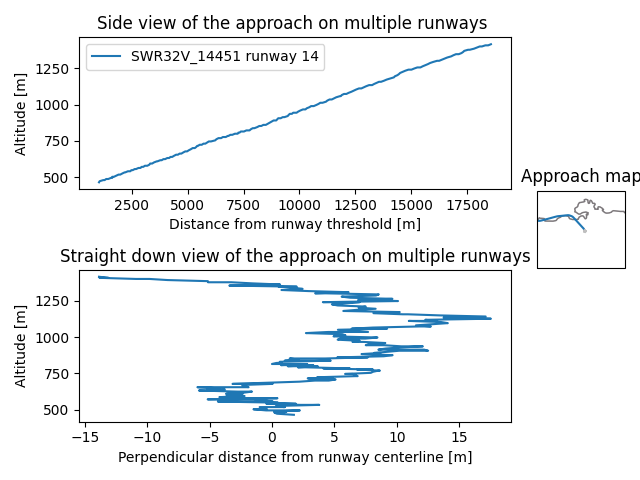 Side view of the approach on multiple runways
SWR32V_14451 runway 14
Altitude [m]
1250
1000
750
500
2500
5000
7500
10000
12500
15000
17500
Distance from runway threshold [m]
Approach map
Straight down view of the approach on multiple runways
Altitude [m]
1250
1000
750
500
−15
−10
−5
0
5
10
15
Perpendicular distance from runway centerline [m]